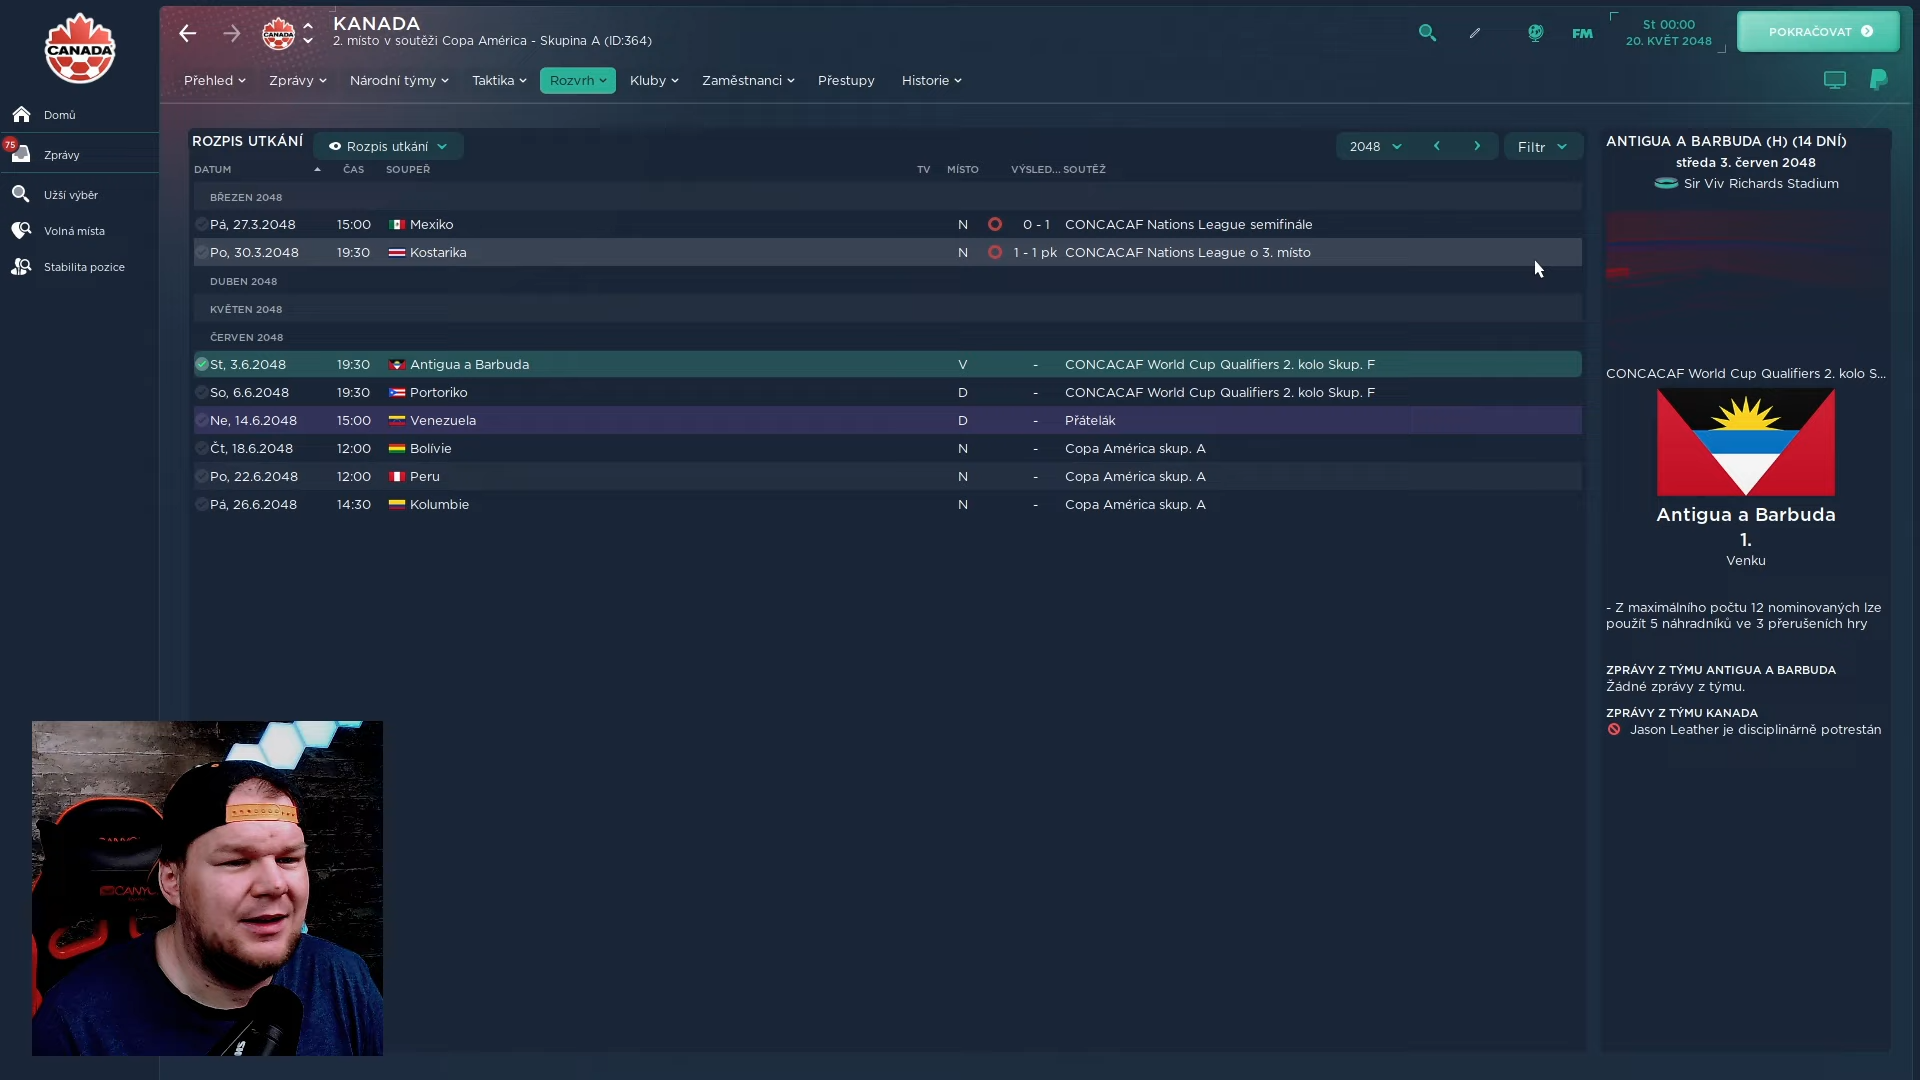 CANADA
KANADA
2. místo v soutěži Copa América - Skupina A (ID:364)
FM
St 00:00
20. KVĚT 2048
POKRAČOVAT
Přehled
Zprávy
Národní týmy
Taktika
Rozvrh
Kluby
Zaměstnanci
Přestupy
Historie
Domů
75
Zprávy
Užší výběr
Volná místa
Stabilita pozice
ROZPIS UTKÁNÍ
Rozpis utkání
2048
Filtr
DATUM ČAS SOUPEŘ TV MÍSTO VÝSLED... SOUTĚŽ
BŘEZEN 2048
Pá, 27.3.2048 15:00 Mexiko N 0 - 1 CONCACAF Nations League semifinále
Po, 30.3.2048 19:30 Kostarika N 1 - 1 pk CONCACAF Nations League o 3. místo
DUBEN 2048
KVĚTEN 2048
ČERVEN 2048
St, 3.6.2048 19:30 Antigua a Barbuda V - CONCACAF World Cup Qualifiers 2. kolo Skup. F
So, 6.6.2048 19:30 Portoriko D - CONCACAF World Cup Qualifiers 2. kolo Skup. F
Ne, 14.6.2048 15:00 Venezuela D - Přátelák
Čt, 18.6.2048 12:00 Bolívie N - Copa América skup. A
Po, 22.6.2048 12:00 Peru N - Copa América skup. A
Pá, 26.6.2048 14:30 Kolumbie N - Copa América skup. A
ANTIGUA A BARBUDA (H) (14 DNÍ)
středa 3. červen 2048
Sir Viv Richards Stadium
CONCACAF World Cup Qualifiers 2. kolo S...
Antigua a Barbuda
1.
Venku
- Z maximálního počtu 12 nominovaných lze
použít 5 náhradníků ve 3 přerušeních hry
ZPRÁVY Z TÝMU ANTIGUA A BARBUDA
Žádné zprávy z týmu.
ZPRÁVY Z TÝMU KANADA
Jason Leather je disciplinárně potrestán